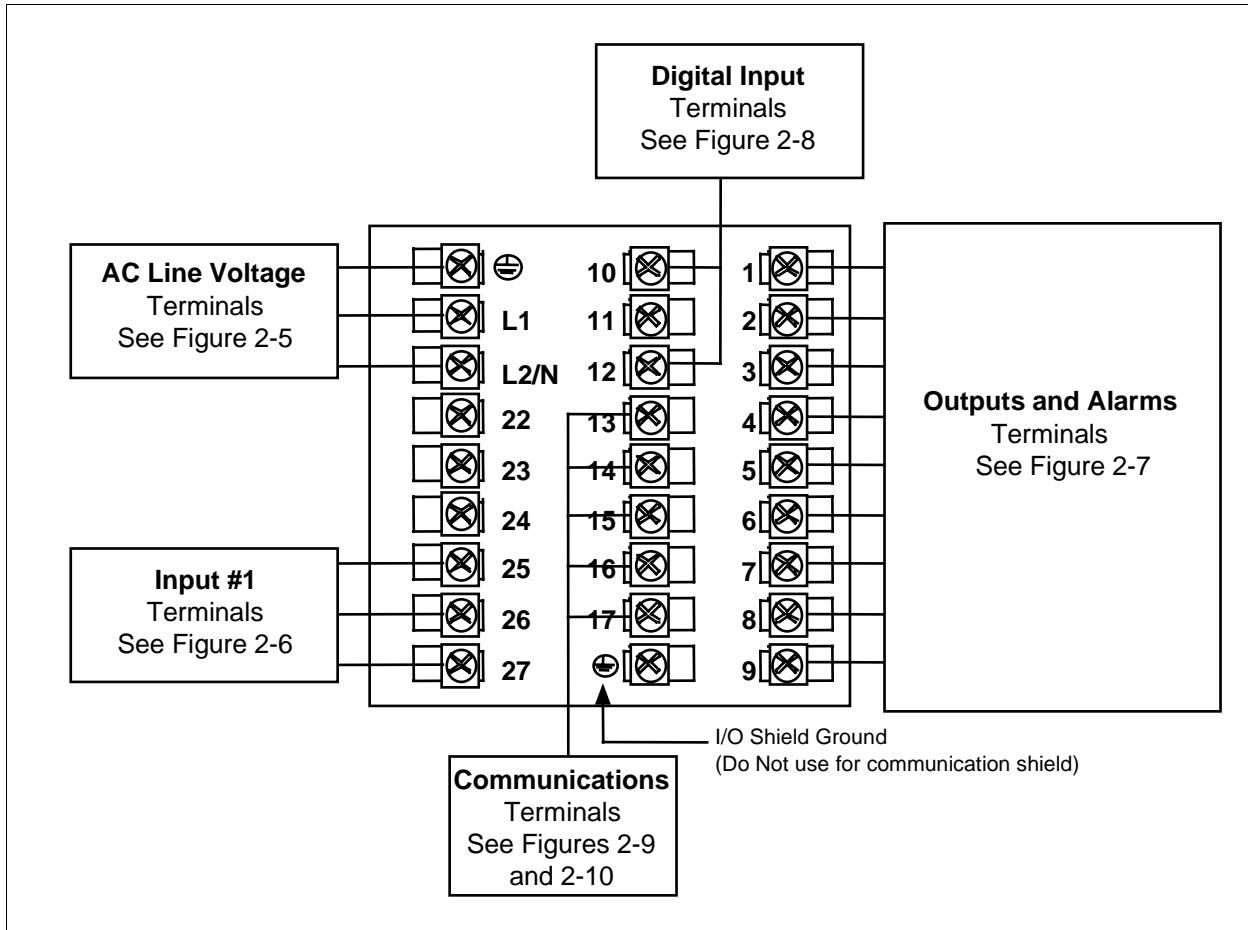 Digital Input
Terminals
See Figure 2-8
AC Line Voltage
Terminals
See Figure 2-5
Input #1
Terminals
See Figure 2-6
L1
L2/N
22
23
24
25
26
27
10
11
12
13
14
15
16
17
1
2
3
4
5
6
7
8
9
Outputs and Alarms
Terminals
See Figure 2-7
I/O Shield Ground
(Do Not use for communication shield)
Communications
Terminals
See Figures 2-9
and 2-10